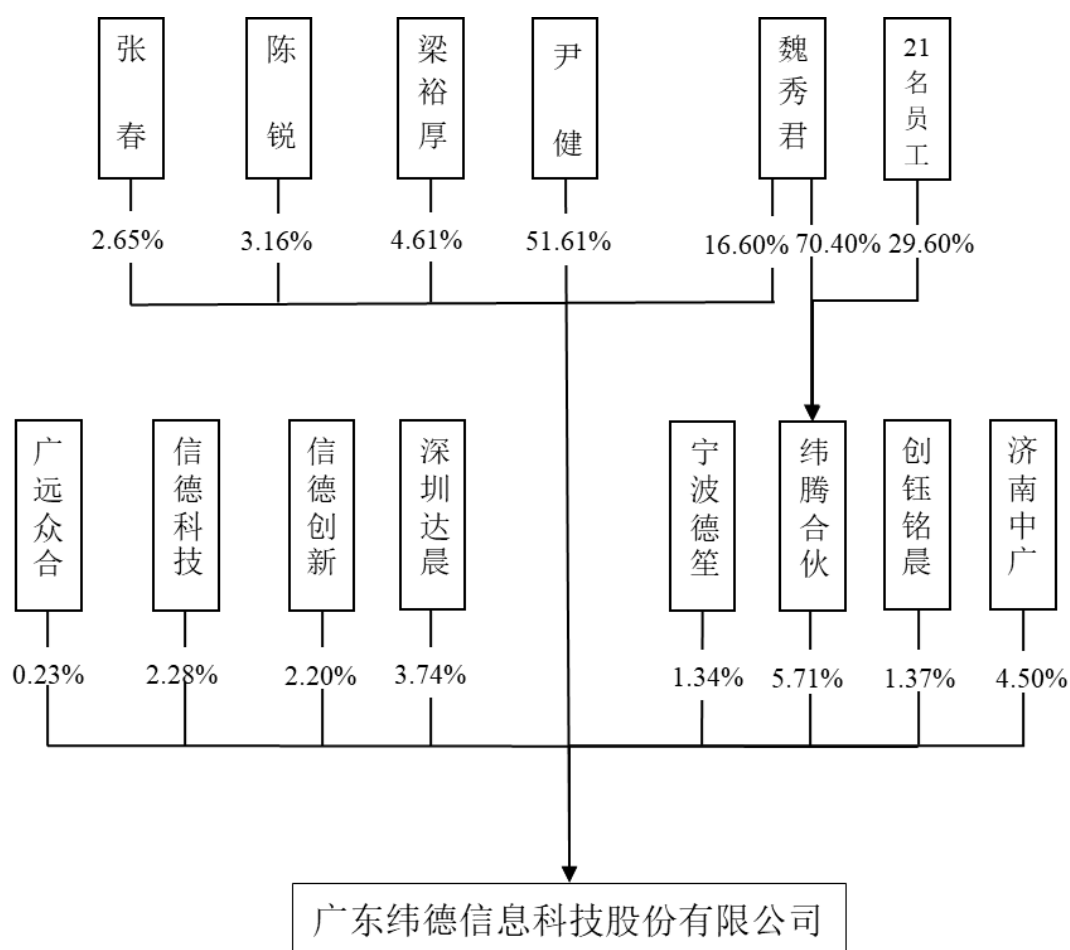 张春
陈锐
梁裕厚
尹健
魏秀君
21名员工
2.65%
3.16%
4.61%
51.61%
16.60%
70.40%
29.60%
广远众合
信德科技
信德创新
深圳达晨
宁波德笙
纬腾合伙
创钰铭晨
济南中广
0.23%
2.28%
2.20%
3.74%
1.34%
5.71%
1.37%
4.50%
广东纬德信息科技股份有限公司